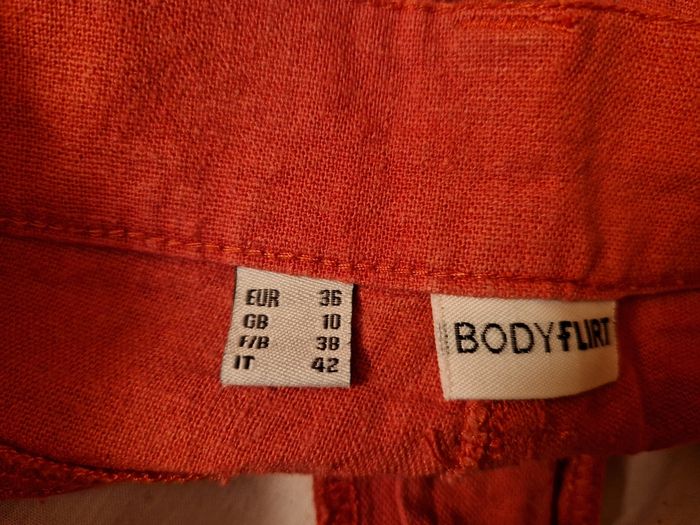 EUR 36
GB 10
F/B 38
IT 42
BODYFLIRT